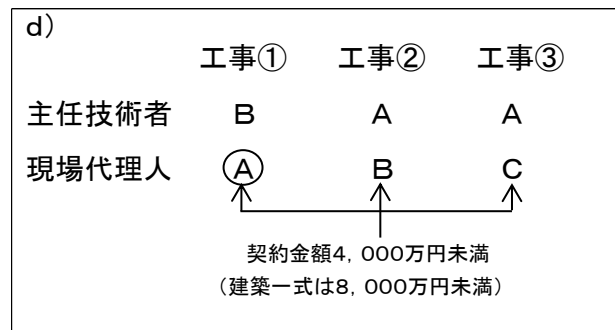 d)
工事① 工事② 工事③
主任技術者 B A A
現場代理人 A B C
契約金額4,000万円未満
（建築一式は8,000万円未満）